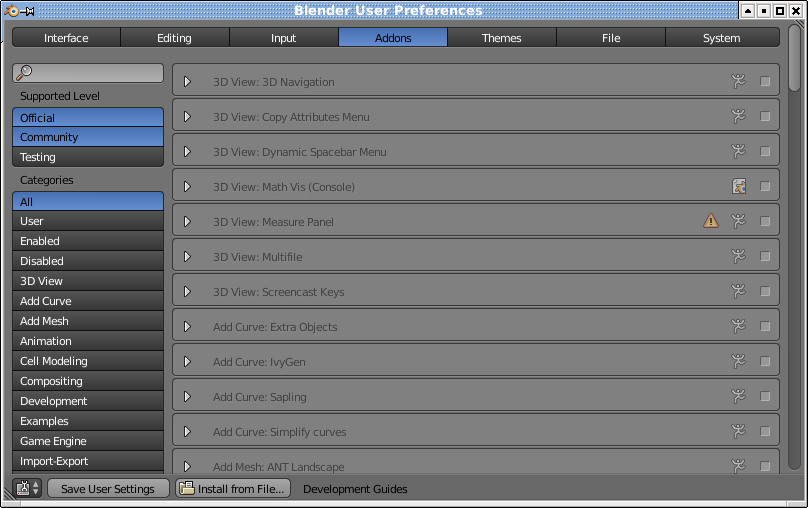 Blender User Preferences
Interface Editing Input Addons Themes File System
Supported Level
Official
Community
Testing
Categories
All
User
Enabled
Disabled
3D View
Add Curve
Add Mesh
Animation
Cell Modeling
Compositing
Development
Examples
Game Engine
Import-Export
3D View: 3D Navigation
3D View: Copy Attributes Menu
3D View: Dynamic Spacebar Menu
3D View: Math Vis (Console)
3D View: Measure Panel
3D View: Multifile
3D View: Screencast Keys
Add Curve: Extra Objects
Add Curve: IvyGen
Add Curve: Sapling
Add Curve: Simplify curves
Add Mesh: ANT Landscape
Save User Settings Install from File... Development Guides